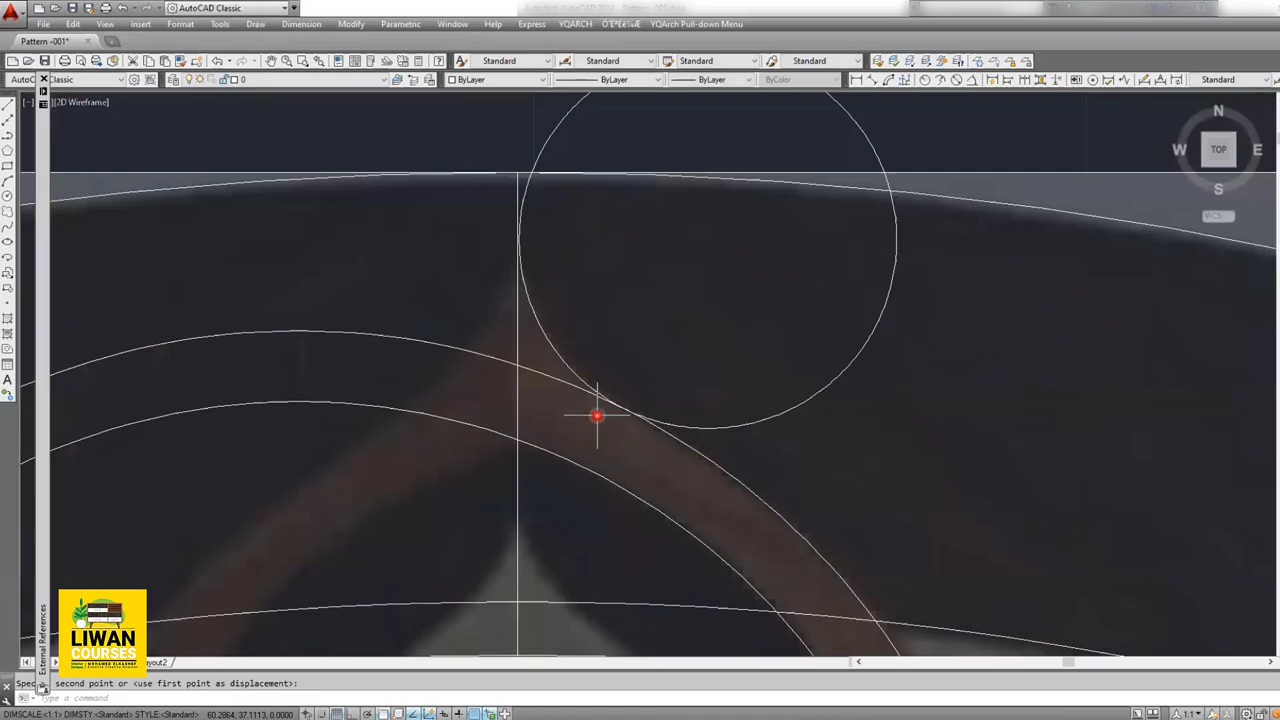 AutoCAD Classic
File Edit View Insert Format Tools Draw Dimension Modify Parametric Window Help Express YQARCH YQArch Pull-down Menu
Pattern -001*
Standard Standard Standard Standard
Classic 0 ByLayer ByLayer ByLayer ByColor Standard
[2D Wireframe]
N
W TOP E
S
WCS
External References
LIWAN
COURSES
MOHAMED ELKASHEF
second point or <use first point as displacement>:
Type a command
DIMSCALE:<1:1> DIMSTY:<Standard> STYLE:<Standard> 60.2864, 37.1113, 0.0000 1:1